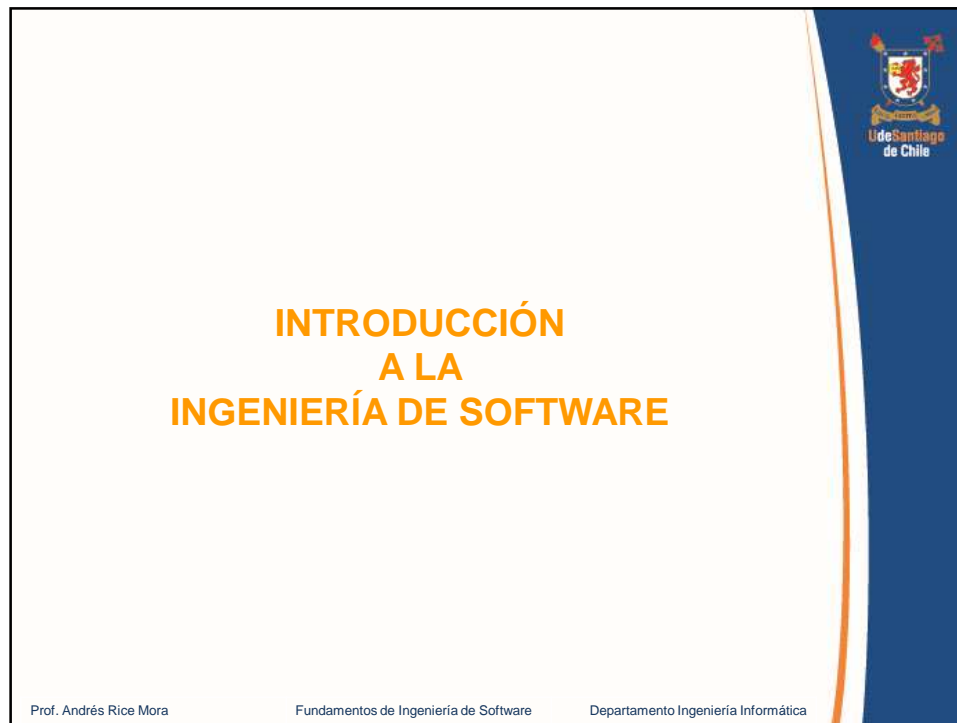 UdeSantiago
de Chile
INTRODUCCIÓN
A LA
INGENIERÍA DE SOFTWARE
Prof. Andrés Rice Mora
Fundamentos de Ingeniería de Software
Departamento Ingeniería Informática